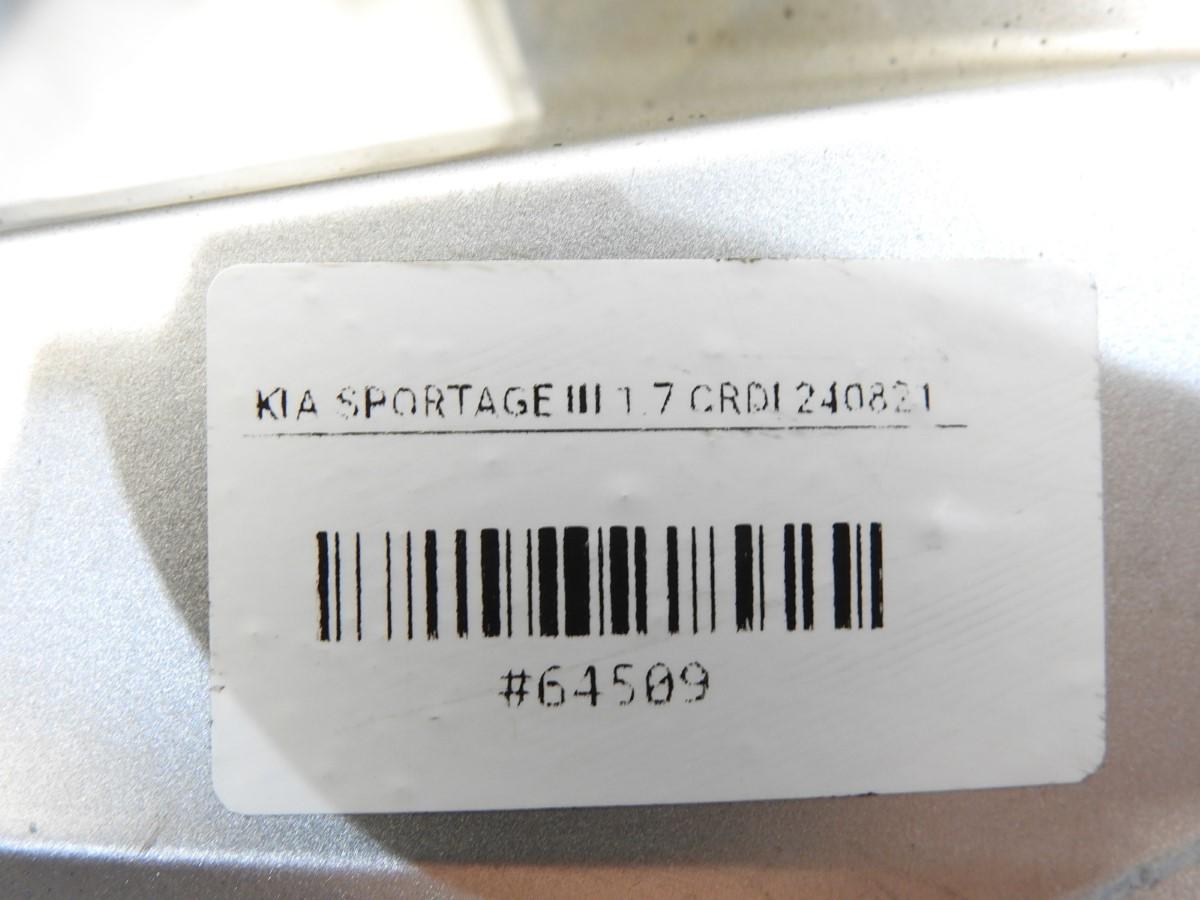 KIA SPORTAGE III 1.7 CRDI 240821
#64509